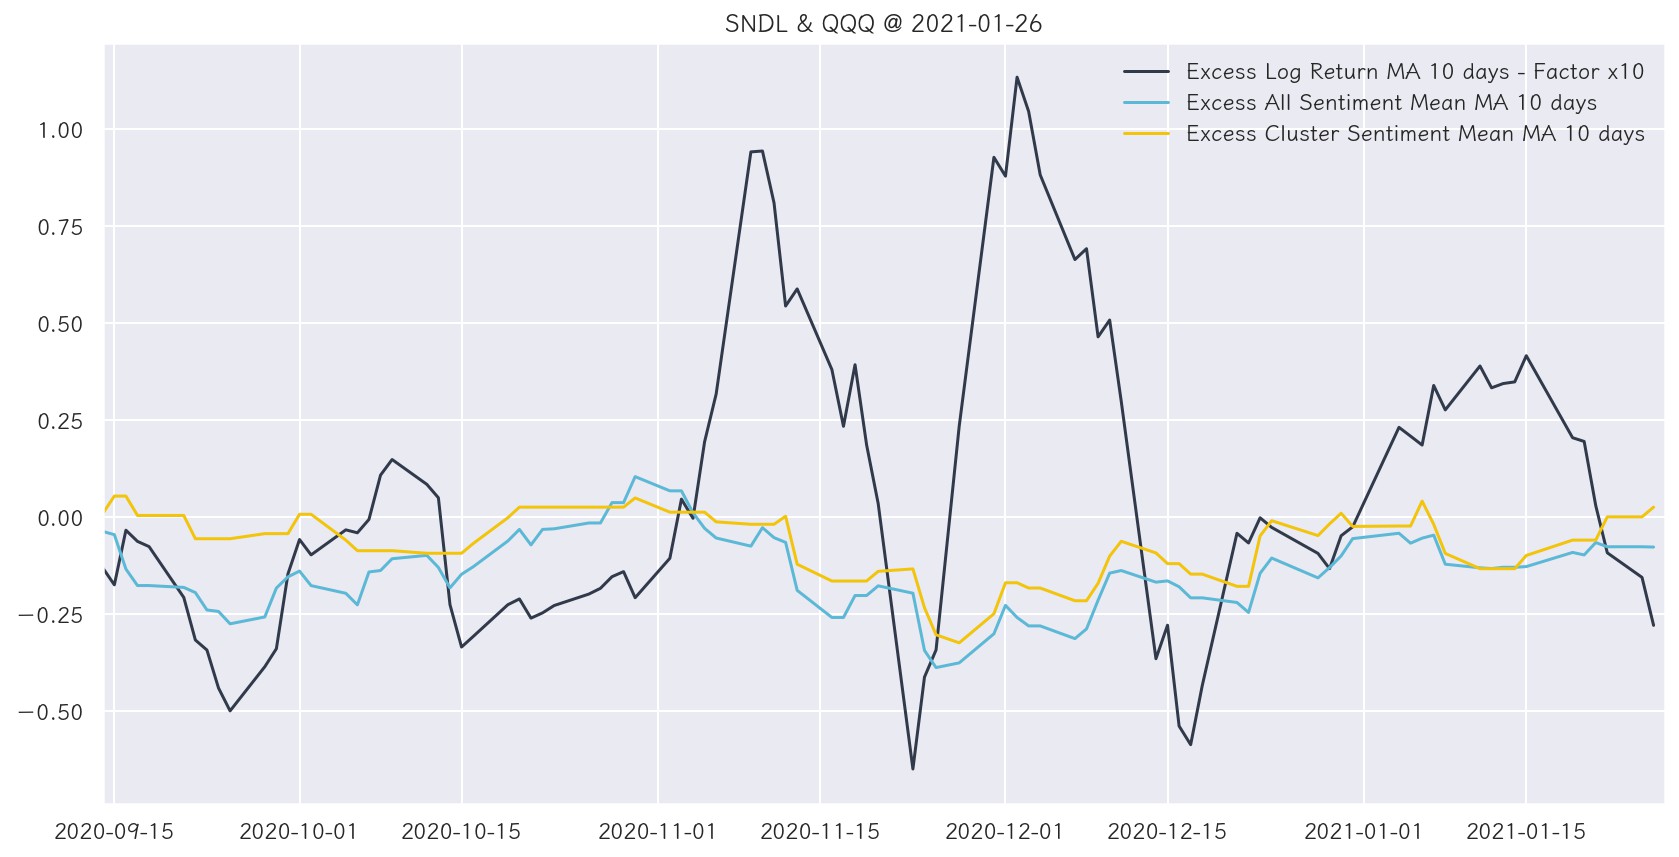 SNDL & QQQ @ 2021-01-26
Excess Log Return MA 10 days - Factor x10
Excess All Sentiment Mean MA 10 days
Excess Cluster Sentiment Mean MA 10 days
1.00
0.75
0.50
0.25
0.00
−0.25
−0.50
2020-09-15 2020-10-01 2020-10-15 2020-11-01 2020-11-15 2020-12-01 2020-12-15 2021-01-01 2021-01-15